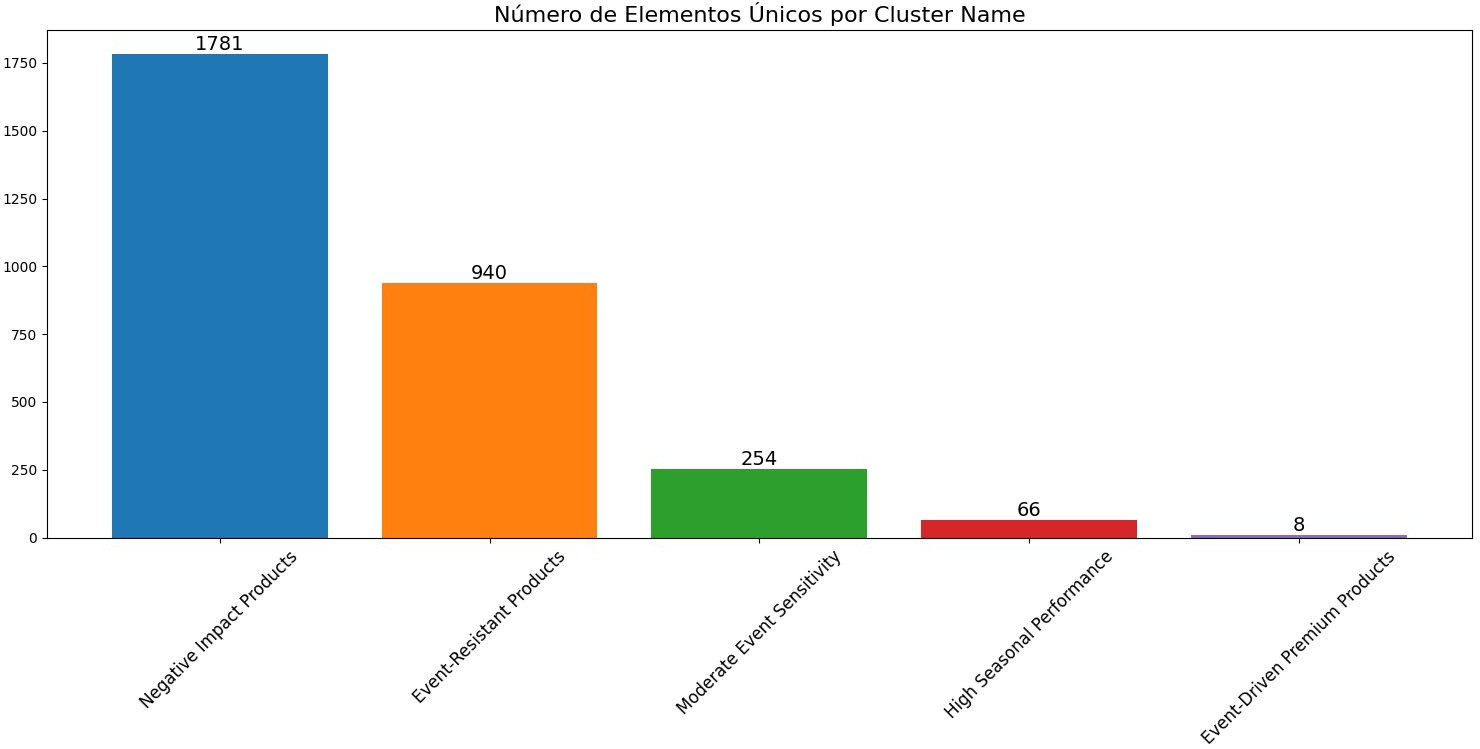 Número de Elementos Únicos por Cluster Name
1781
1750
1500
1250
1000
940
750
500
254
250
66
8
0
Negative Impact Products
Event-Resistant Products
Moderate Event Sensitivity
High Seasonal Performance
Event-Driven Premium Products